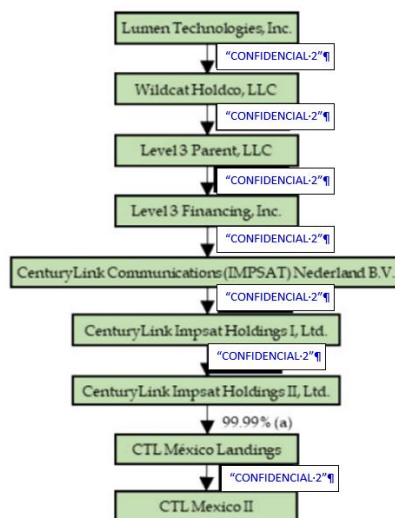 Lumen Technologies, Inc.
“CONFIDENCIAL·2”¶
Wildcat Holdco, LLC
“CONFIDENCIAL·2”¶
Level 3 Parent, LLC
“CONFIDENCIAL·2”¶
Level 3 Financing, Inc.
“CONFIDENCIAL·2”¶
CenturyLink Communications (IMPSAT) Nederland B.V.
“CONFIDENCIAL·2”¶
CenturyLink Impsat Holdings I, Ltd.
“CONFIDENCIAL·2”¶
CenturyLink Impsat Holdings II, Ltd.
99.99% (a)
CTL México Landings
“CONFIDENCIAL·2”¶
CTL Mexico II